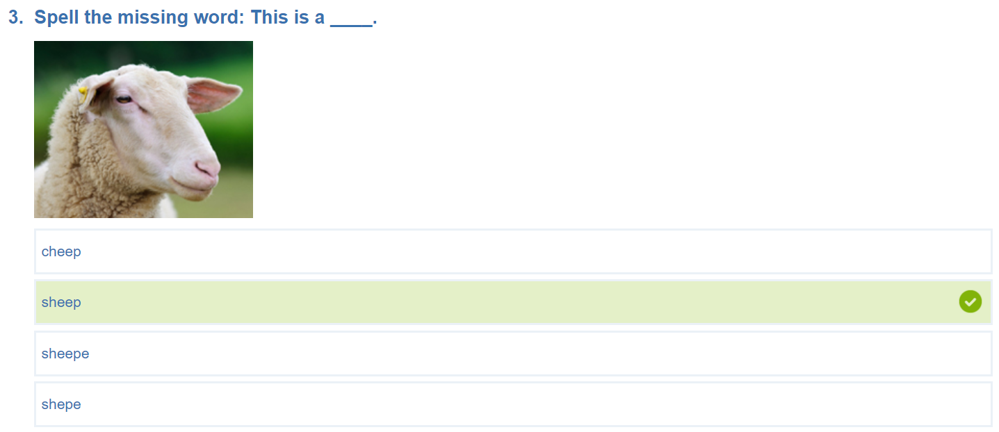 3. Spell the missing word: This is a ____.
cheep
sheep
sheepe
shepe